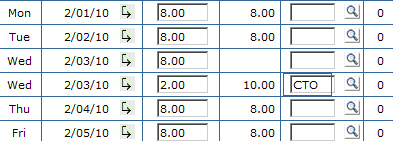 Mon 2/01/10 8.00 8.00 0
Tue 2/02/10 8.00 8.00 0
Wed 2/03/10 8.00
Wed 2/03/10 2.00 10.00 CTO 0
Thu 2/04/10 8.00 8.00 0
Fri 2/05/10 8.00 8.00 0